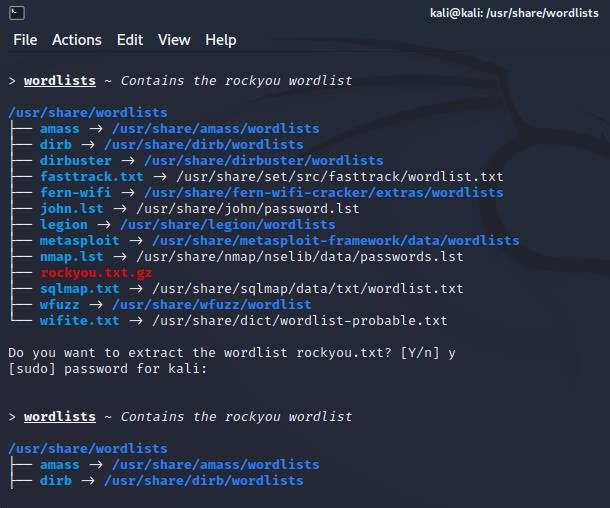 kali@kali: /usr/share/wordlists
File Actions Edit View Help
> wordlists ~ Contains the rockyou wordlist
/usr/share/wordlists
├── amass → /usr/share/amass/wordlists
├── dirb → /usr/share/dirb/wordlists
├── dirbuster → /usr/share/dirbuster/wordlists
├── fasttrack.txt → /usr/share/set/src/fasttrack/wordlist.txt
├── fern-wifi → /usr/share/fern-wifi-cracker/extras/wordlists
├── john.lst → /usr/share/john/password.lst
├── legion → /usr/share/legion/wordlists
├── metasploit → /usr/share/metasploit-framework/data/wordlists
├── nmap.lst → /usr/share/nmap/nselib/data/passwords.lst
├── rockyou.txt.gz
├── sqlmap.txt → /usr/share/sqlmap/data/txt/wordlist.txt
├── wfuzz → /usr/share/wfuzz/wordlist
└── wifite.txt → /usr/share/dict/wordlist-probable.txt
Do you want to extract the wordlist rockyou.txt? [Y/n] y
[sudo] password for kali:
> wordlists ~ Contains the rockyou wordlist
/usr/share/wordlists
├── amass → /usr/share/amass/wordlists
├── dirb → /usr/share/dirb/wordlists